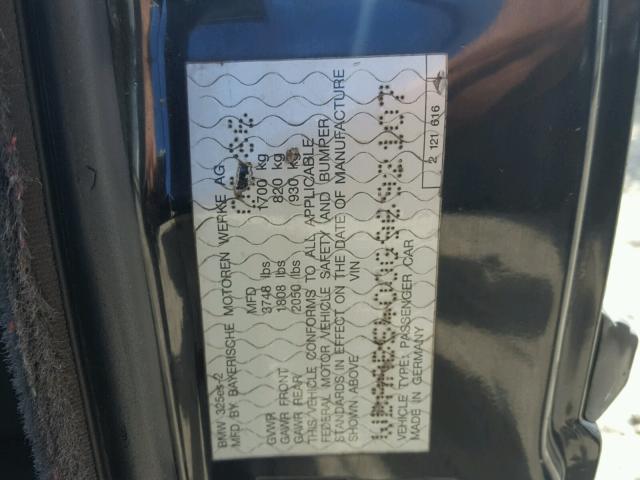 BMW 325es-2
MFD BY BAYERISCHE MOTOREN WERKE AG
MFD
GVWR 3748 lbs 1700 kg
GAWR FRONT 1808 lbs 820 kg
GAWR REAR 2050 lbs 930 kg
THIS VEHICLE CONFORMS TO ALL APPLICABLE
FEDERAL MOTOR VEHICLE SAFETY AND BUMPER
STANDARDS IN EFFECT ON THE DATE OF MANUFACTURE
SHOWN ABOVE VIN
VEHICLE TYPE: PASSENGER CAR
MADE IN GERMANY
2 121 616